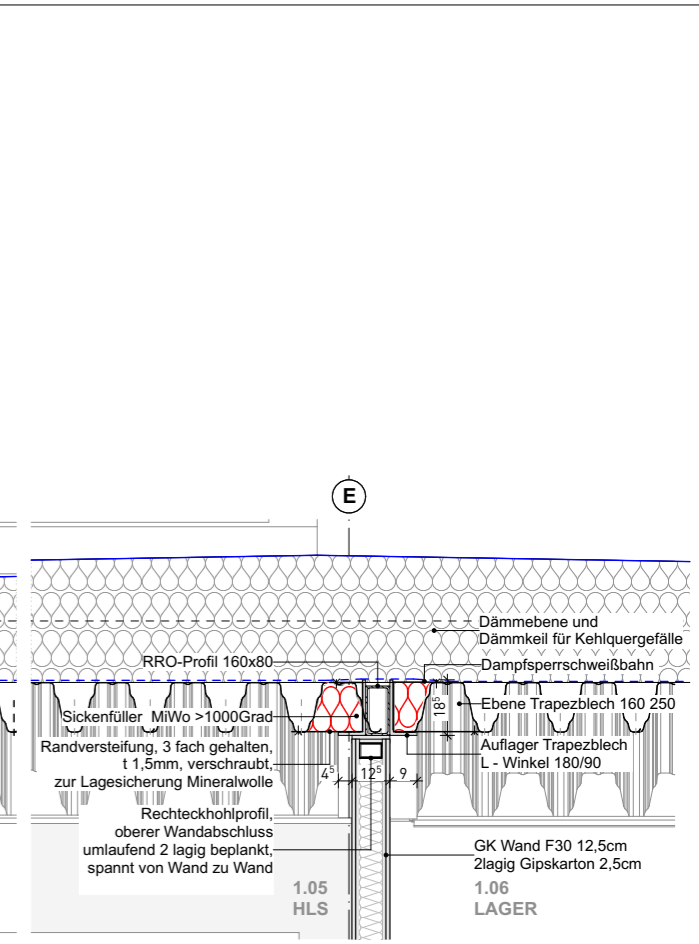 E
Dämmebene und
Dämmkeil für Kehlquergefälle
RRO-Profil 160x80
Dampfsperrschweißbahn
Sickenfüller MiWo >1000Grad
18⁵
Ebene Trapezblech 160 250
Randversteifung, 3 fach gehalten,
t 1,5mm, verschraubt,
zur Lagesicherung Mineralwolle
Auflager Trapezblech
L - Winkel 180/90
4⁵ 12⁵ 9
Rechteckhohlprofil,
oberer Wandabschluss
umlaufend 2 lagig beplankt,
spannt von Wand zu Wand
GK Wand F30 12,5cm
2lagig Gipskarton 2,5cm
1.05
HLS
1.06
LAGER